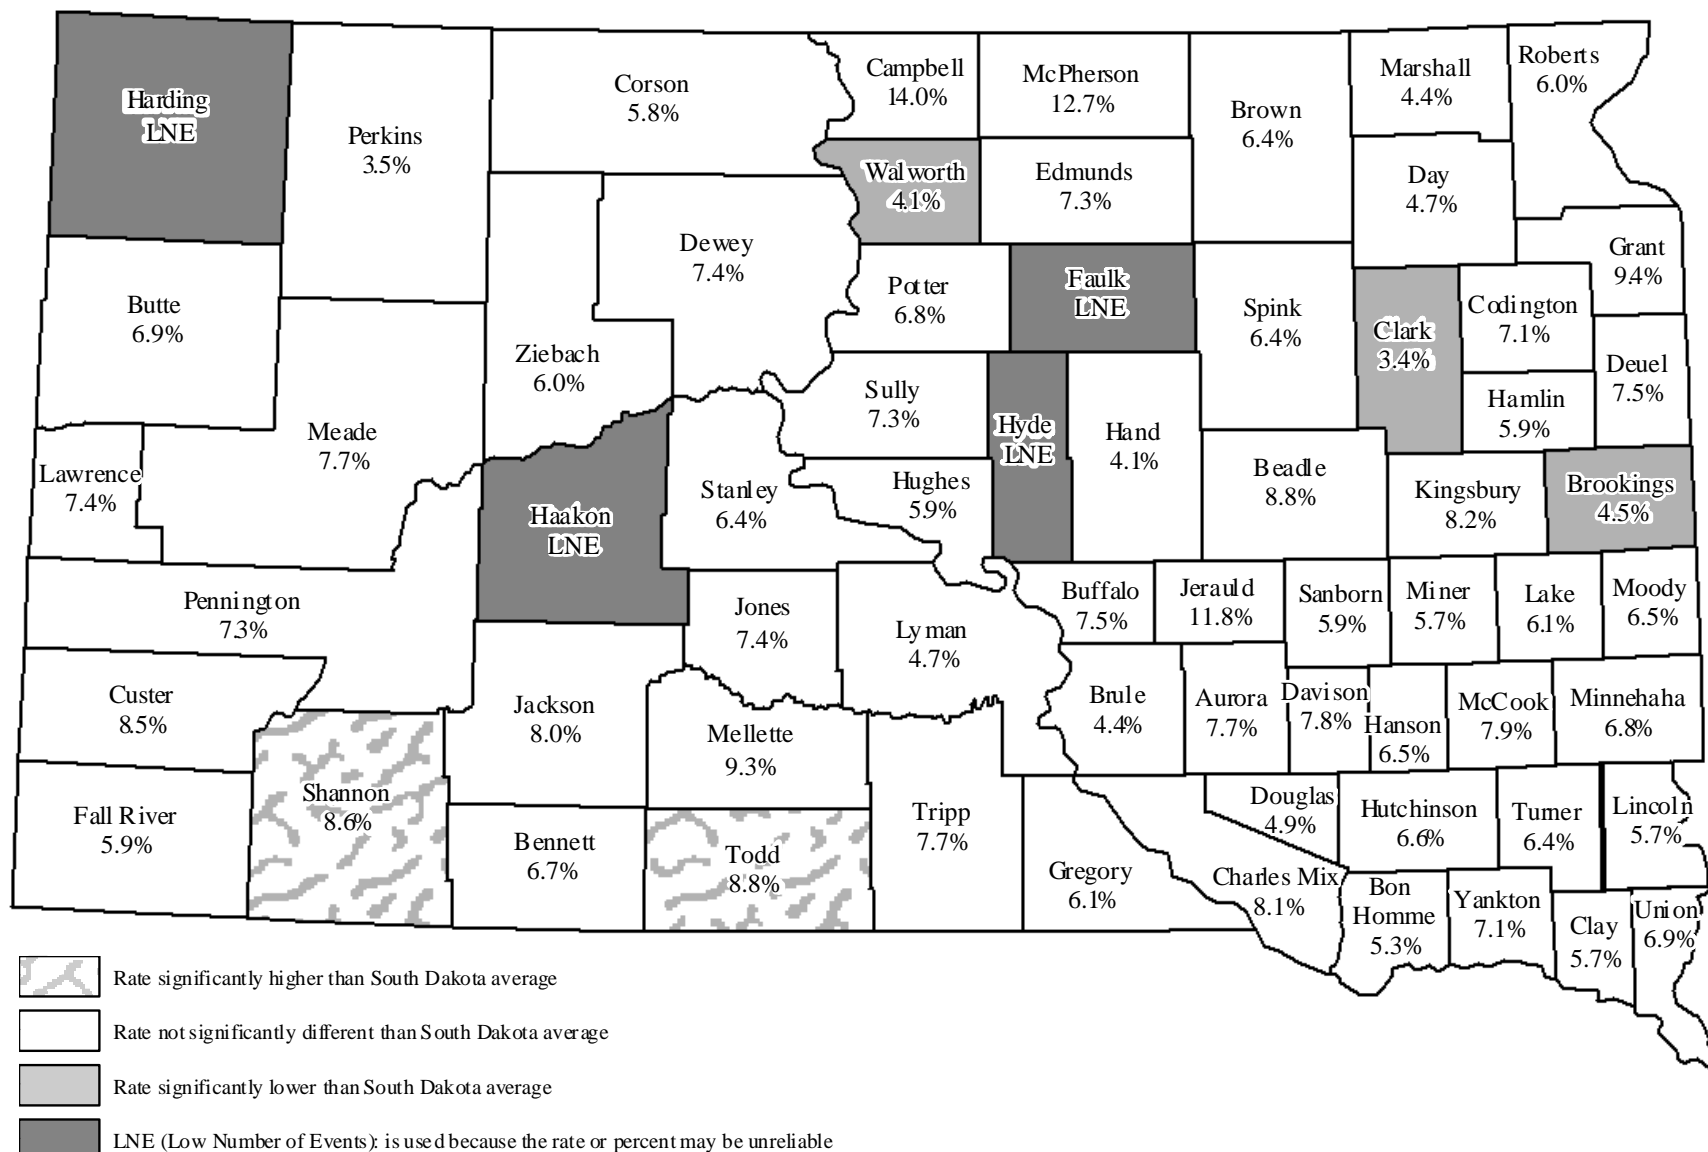 Harding
LNE
Perkins
3.5%
Corson
5.8%
Campbell
14.0%
McPherson
12.7%
Brown
6.4%
Marshall
4.4%
Roberts
6.0%
Walworth
4.1%
Edmunds
7.3%
Day
4.7%
Grant
9.4%
Butte
6.9%
Ziebach
6.0%
Dewey
7.4%
Potter
6.8%
Faulk
LNE
Spink
6.4%
Clark
3.4%
Codington
7.1%
Deuel
7.5%
Hamlin
5.9%
Lawrence
7.4%
Meade
7.7%
Haakon
LNE
Stanley
6.4%
Sully
7.3%
Hughes
5.9%
Hyde
LNE
Hand
4.1%
Beadle
8.8%
Kingsbury
8.2%
Brookings
4.5%
Pennington
7.3%
Jones
7.4%
Lyman
4.7%
Buffalo
7.5%
Jerauld
11.8%
Sanborn
5.9%
Miner
5.7%
Lake
6.1%
Moody
6.5%
Custer
8.5%
Jackson
8.0%
Mellette
9.3%
Brule
4.4%
Aurora
7.7%
Davison
7.8%
Hanson
6.5%
McCook
7.9%
Minnehaha
6.8%
Fall River
5.9%
Shannon
8.6%
Bennett
6.7%
Todd
8.8%
Tripp
7.7%
Gregory
6.1%
Douglas
4.9%
Charles Mix
8.1%
Hutchinson
6.6%
Turner
6.4%
Lincoln
5.7%
Bon
Homme
5.3%
Yankton
7.1%
Clay
5.7%
Union
6.9%
Rate significantly higher than South Dakota average
Rate not significantly different than South Dakota average
Rate significantly lower than South Dakota average
LNE (Low Number of Events): is used because the rate or percent may be unreliable